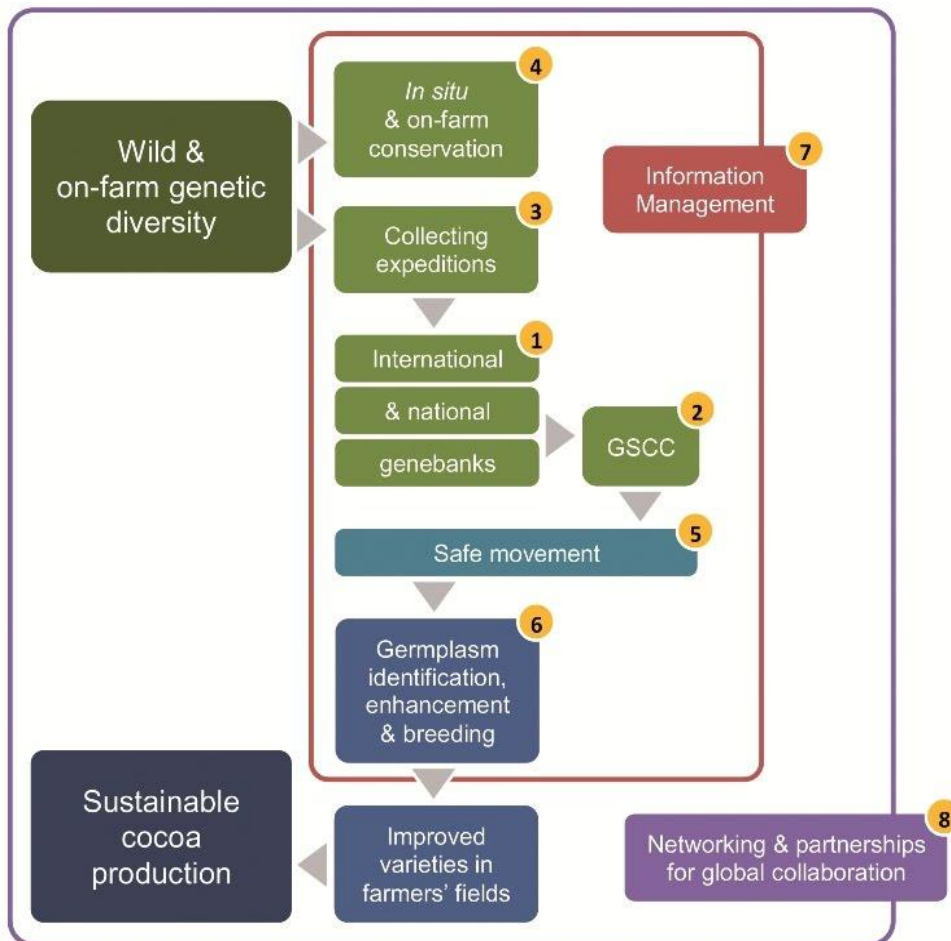 4
In situ
& on-farm
conservation
Wild &
on-farm genetic
diversity
7
Information
Management
3
Collecting
expeditions
1
International
& national
genebanks
2
GSCC
5
Safe movement
6
Germplasm
identification,
enhancement
& breeding
Sustainable
cocoa
production
Improved
varieties in
farmers' fields
8
Networking & partnerships
for global collaboration